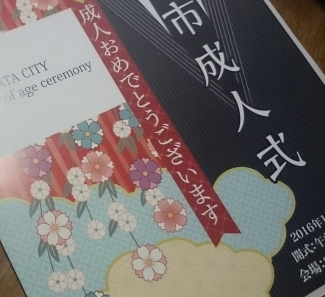 ATA CITY
of age ceremony
成人おめでとうございます
市成人式
2016年
開式:午
会場: